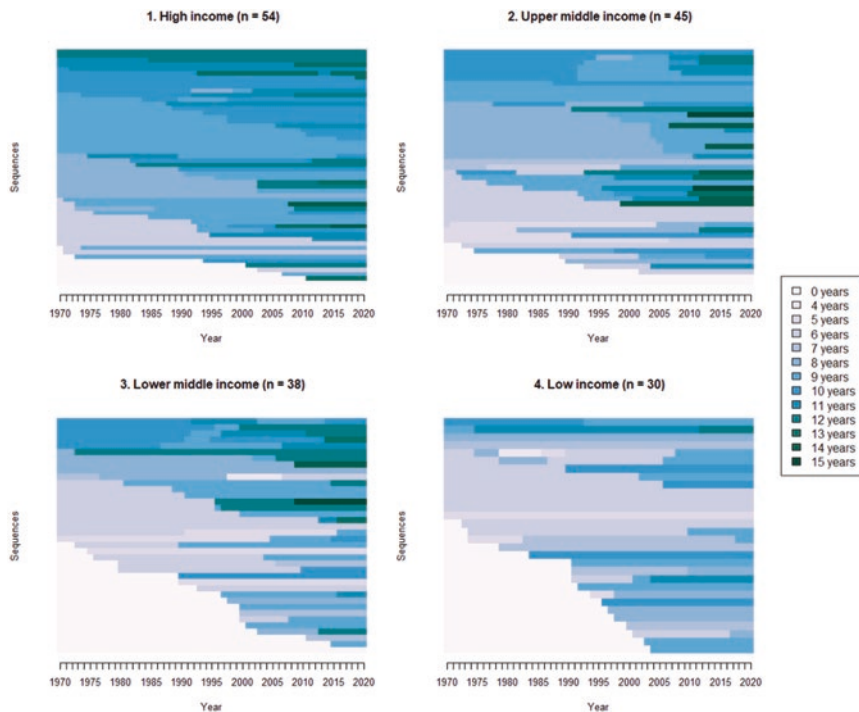 1. High income (n = 54)
2. Upper middle income (n = 45)
Sequences
Sequences
1970 1975 1980 1985 1990 1995 2000 2005 2010 2015 2020
1970 1975 1980 1985 1990 1995 2000 2005 2010 2015 2020
Year
Year
0 years
4 years
5 years
6 years
7 years
8 years
9 years
10 years
11 years
12 years
13 years
14 years
15 years
3. Lower middle income (n = 38)
4. Low income (n = 30)
Sequences
Sequences
1970 1975 1980 1985 1990 1995 2000 2005 2010 2015 2020
1970 1975 1980 1985 1990 1995 2000 2005 2010 2015 2020
Year
Year